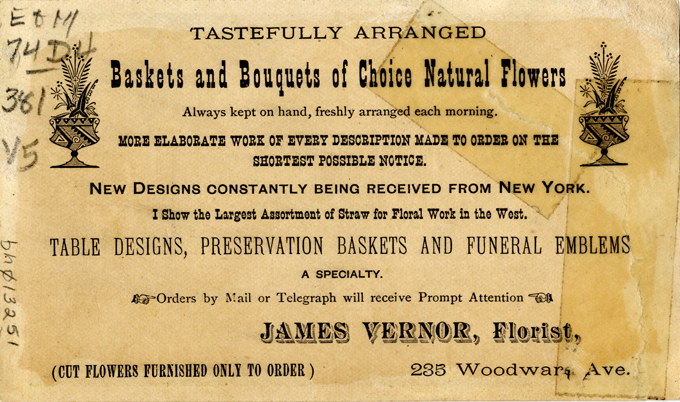 E&M
74 D4
381
V5
TASTEFULLY ARRANGED
Baskets and Bouquets of Choice Natural Flowers
Always kept on hand, freshly arranged each morning.
MORE ELABORATE WORK OF EVERY DESCRIPTION MADE TO ORDER ON THE
SHORTEST POSSIBLE NOTICE.
NEW DESIGNS CONSTANTLY BEING RECEIVED FROM NEW YORK.
I Show the Largest Assortment of Straw for Floral Work in the West.
TABLE DESIGNS, PRESERVATION BASKETS AND FUNERAL EMBLEMS
A SPECIALTY.
Orders by Mail or Telegraph will receive Prompt Attention
JAMES VERNOR, Florist,
(CUT FLOWERS FURNISHED ONLY TO ORDER)
235 Woodward Ave.
bh013251